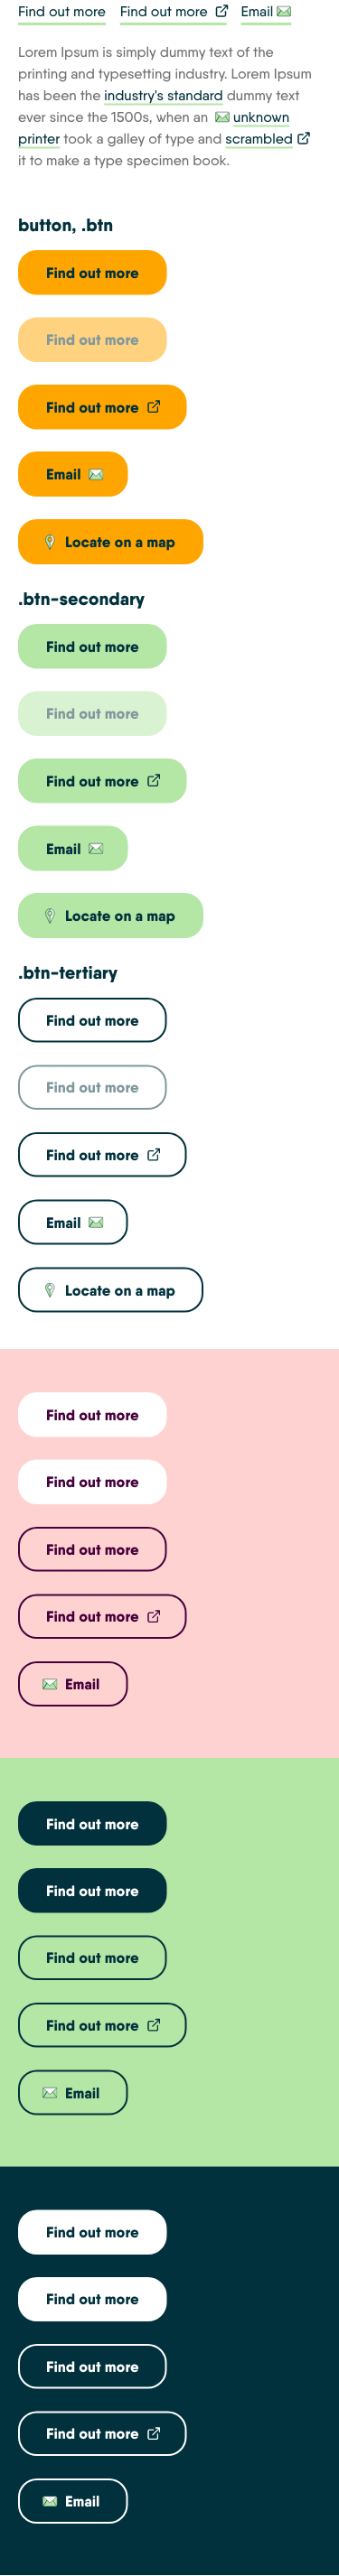 Find out more Find out more Email
Lorem Ipsum is simply dummy text of the
printing and typesetting industry. Lorem Ipsum
has been the industry's standard dummy text
ever since the 1500s, when an unknown
printer took a galley of type and scrambled
it to make a type specimen book.
button, .btn
Find out more
Find out more
Find out more
Email
Locate on a map
.btn-secondary
Find out more
Find out more
Find out more
Email
Locate on a map
.btn-tertiary
Find out more
Find out more
Find out more
Email
Locate on a map
Find out more
Find out more
Find out more
Find out more
Email
Find out more
Find out more
Find out more
Find out more
Email
Find out more
Find out more
Find out more
Find out more
Email